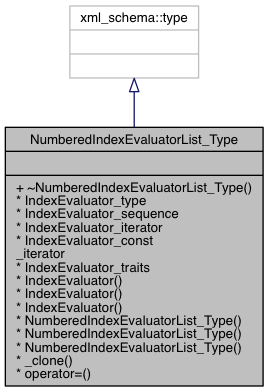 xml_schema::type
NumberedIndexEvaluatorList_Type
+ ~NumberedIndexEvaluatorList_Type()
* IndexEvaluator_type
* IndexEvaluator_sequence
* IndexEvaluator_iterator
* IndexEvaluator_const
_iterator
* IndexEvaluator_traits
* IndexEvaluator()
* IndexEvaluator()
* IndexEvaluator()
* NumberedIndexEvaluatorList_Type()
* NumberedIndexEvaluatorList_Type()
* NumberedIndexEvaluatorList_Type()
* _clone()
* operator=()